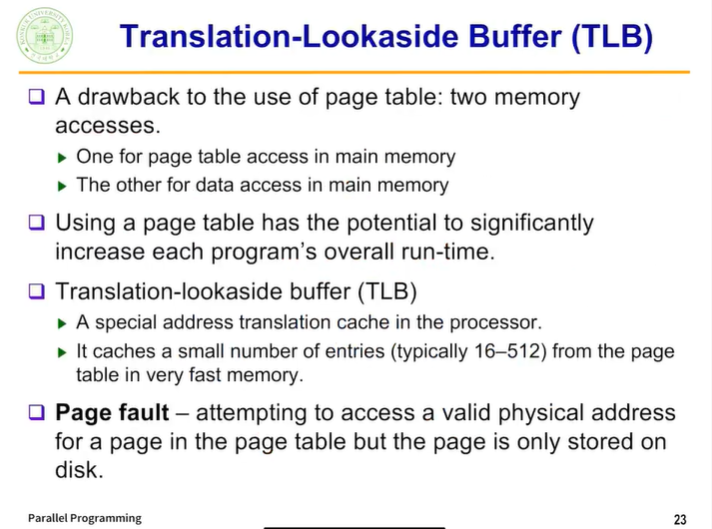 Translation-Lookaside Buffer (TLB)
A drawback to the use of page table: two memory
accesses.
One for page table access in main memory
The other for data access in main memory
Using a page table has the potential to significantly
increase each program's overall run-time.
Translation-lookaside buffer (TLB)
A special address translation cache in the processor.
It caches a small number of entries (typically 16–512) from the page
table in very fast memory.
Page fault – attempting to access a valid physical address
for a page in the page table but the page is only stored on
disk.
Parallel Programming
23